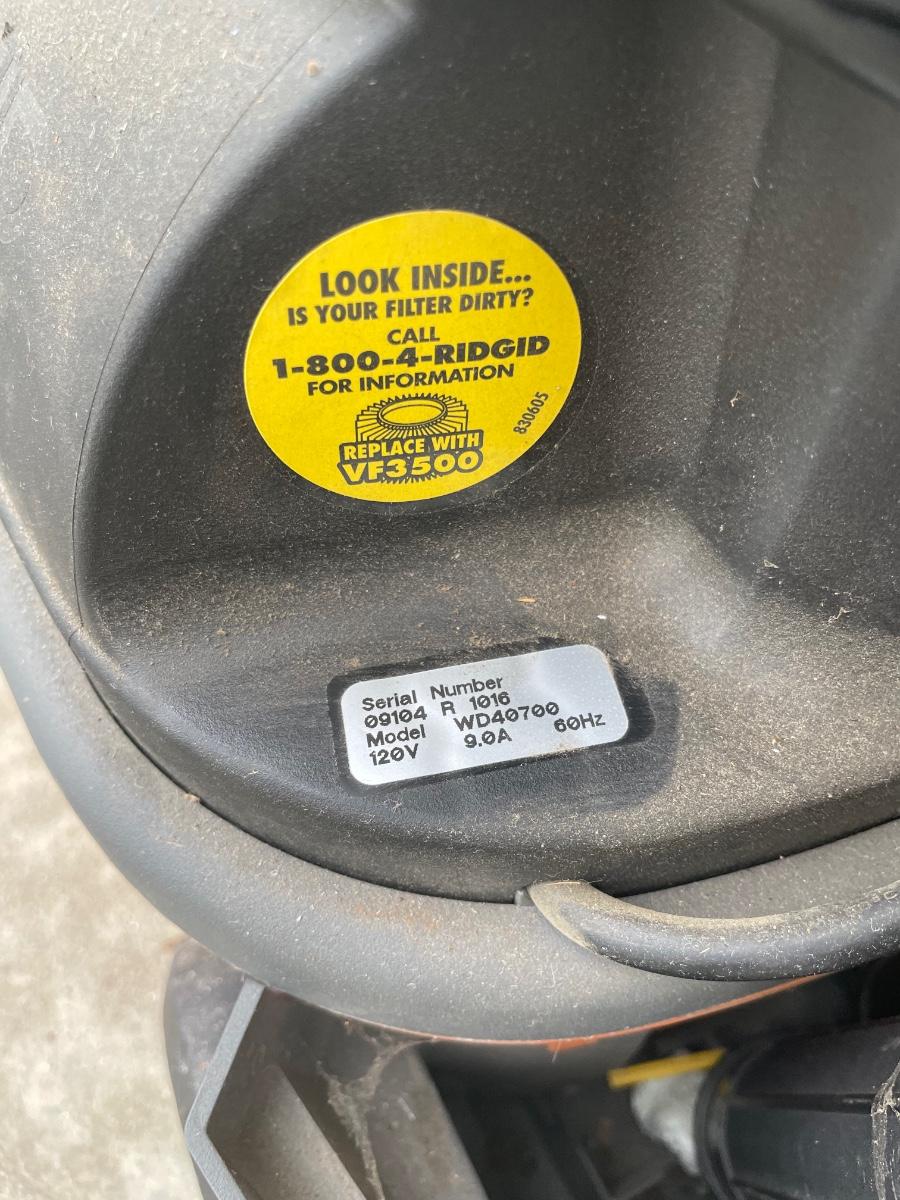 LOOK INSIDE...
IS YOUR FILTER DIRTY?
CALL
1-800-4-RIDGID
FOR INFORMATION
830605
REPLACE WITH
VF3500
Serial Number
09104 R 1016
Model WD40700
120V 9.0A 60Hz